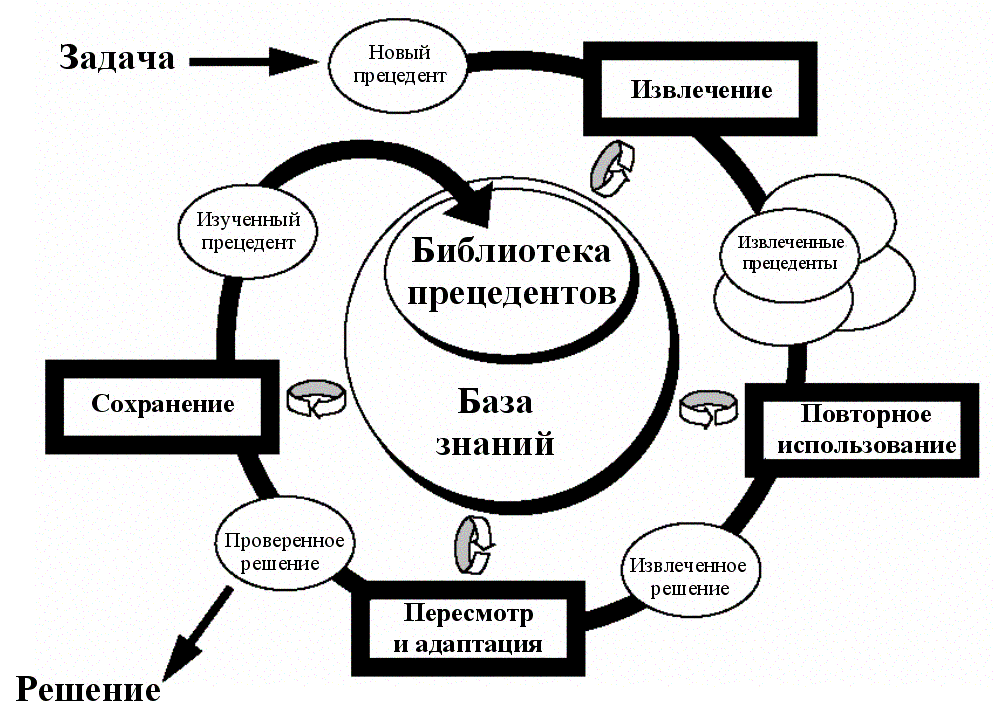 Задача
Новый
прецедент
Извлечение
Изученный
прецедент
Библиотека
прецедентов
Извлеченные
прецеденты
База
знаний
Сохранение
Повторное
использование
Проверенное
решение
Извлеченное
решение
Пересмотр
и адаптация
Решение